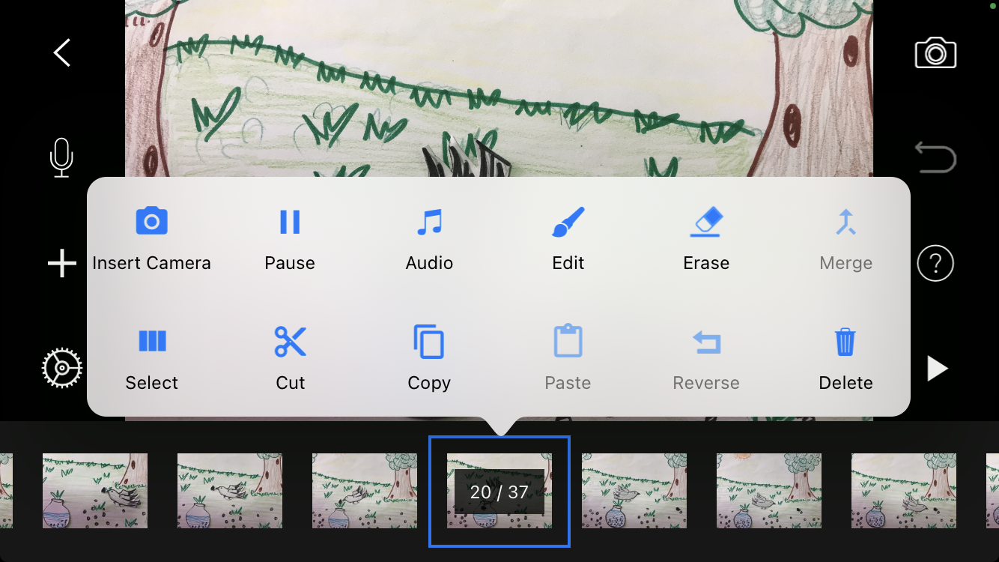 Insert Camera Pause Audio Edit Erase Merge
Select Cut Copy Paste Reverse Delete
20 / 37
?